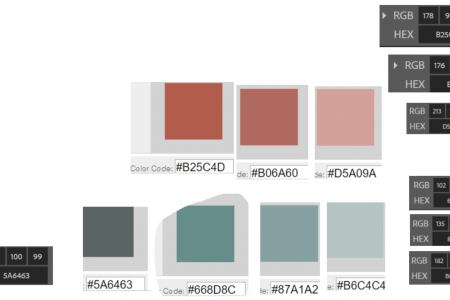 RGB 178
HEX
RGB 176
HEX
Color Code: #B25C4D
de: #B06A60
de: #D5A09A
RGB 213
HEX
RGB 102
HEX
RGB 135
HEX
RGB 182
HEX
100 99
5A6463
#5A6463
Code: #668D8C
de: #87A1A2
de: #B6C4C4